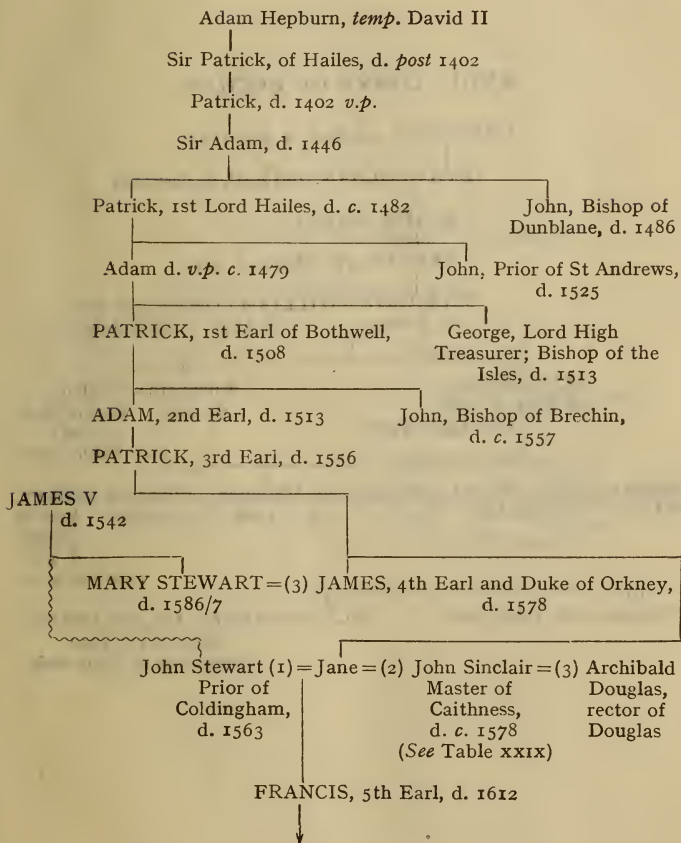 Adam Hepburn, temp. David II
Sir Patrick, of Hailes, d. post 1402
Patrick, d. 1402 v.p.
Sir Adam, d. 1446
Patrick, 1st Lord Hailes, d. c. 1482
John, Bishop of
Dunblane, d. 1486
Adam d. v.p. c. 1479
John, Prior of St Andrews,
d. 1525
PATRICK, 1st Earl of Bothwell,
d. 1508
George, Lord High
Treasurer; Bishop of the
Isles, d. 1513
ADAM, 2nd Earl, d. 1513
John, Bishop of Brechin,
d. c. 1557
PATRICK, 3rd Earl, d. 1556
JAMES V
d. 1542
MARY STEWART=(3) JAMES, 4th Earl and Duke of Orkney,
d. 1586/7
d. 1578
John Stewart (1)=Jane=(2) John Sinclair=(3) Archibald
Prior of
Coldingham,
d. 1563
Master of
Caithness,
d. c. 1578
(See Table XXIX)
Douglas,
rector of
Douglas
FRANCIS, 5th Earl, d. 1612